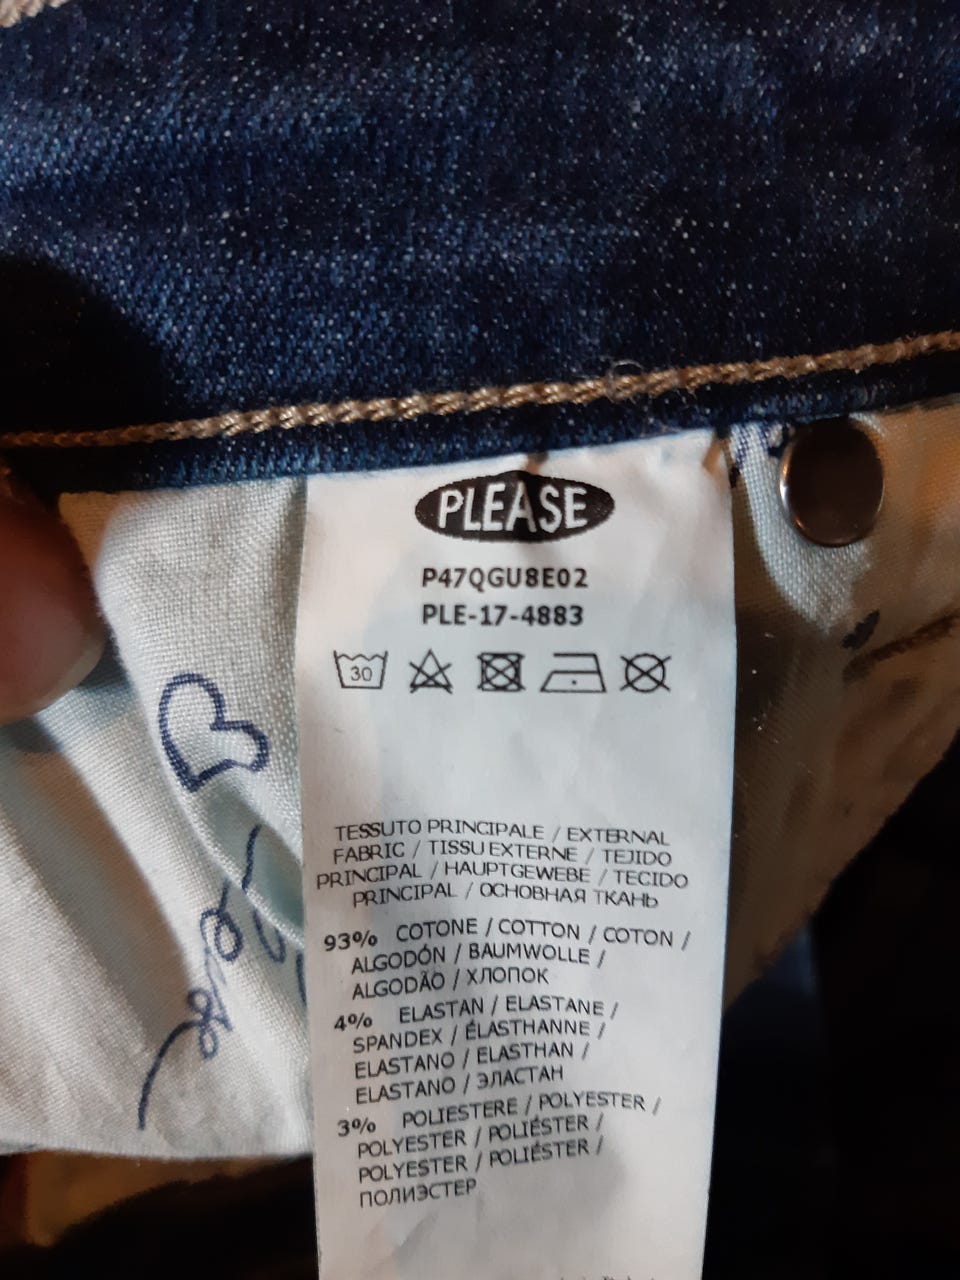 PLEASE
P47QGU8E02
PLE-17-4883
30
TESSUTO PRINCIPALE / EXTERNAL
FABRIC / TISSU EXTERNE / TEJIDO
PRINCIPAL / HAUPTGEWEBE / TECIDO
PRINCIPAL / ОСНОВНАЯ ТКАНЬ
93% COTONE / COTTON / COTON /
ALGODÓN / BAUMWOLLE /
ALGODÃO / ХЛОПОК
4% ELASTAN / ELASTANE /
SPANDEX / ÉLASTHANNE /
ELASTANO / ELASTHAN /
ELASTANO / ЭЛАСТАН
3% POLIESTERE / POLYESTER /
POLYESTER / POLIÉSTER /
POLYESTER / POLIÉSTER /
ПОЛИЭСТЕР